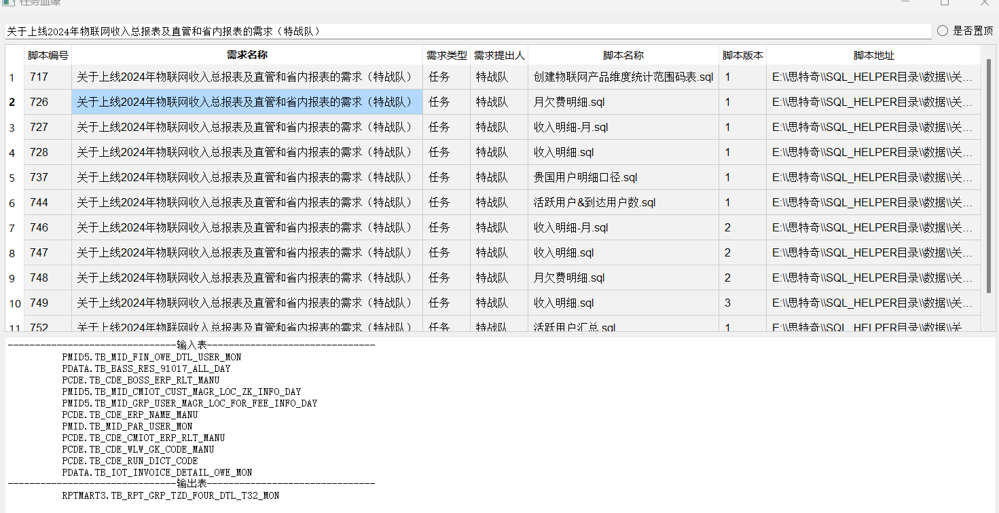 任务血缘
关于上线2024年物联网收入总报表及直管和省内报表的需求（特战队）
是否置顶
脚本编号 需求名称 需求类型 需求提出人 脚本名称 脚本版本 脚本地址
1 717 关于上线2024年物联网收入总报表及直管和省内报表的需求（特战队） 任务 特战队 创建物联网产品维度统计范围码表.sql 1 E:\\思特奇\\SQL_HELPER目录\\数据\\关...
2 726 关于上线2024年物联网收入总报表及直管和省内报表的需求（特战队） 任务 特战队 月欠费明细.sql 1 E:\\思特奇\\SQL_HELPER目录\\数据\\关...
3 727 关于上线2024年物联网收入总报表及直管和省内报表的需求（特战队） 任务 特战队 收入明细-月.sql 1 E:\\思特奇\\SQL_HELPER目录\\数据\\关...
4 728 关于上线2024年物联网收入总报表及直管和省内报表的需求（特战队） 任务 特战队 收入明细.sql 1 E:\\思特奇\\SQL_HELPER目录\\数据\\关...
5 737 关于上线2024年物联网收入总报表及直管和省内报表的需求（特战队） 任务 特战队 贵国用户明细口径.sql 1 E:\\思特奇\\SQL_HELPER目录\\数据\\关...
6 744 关于上线2024年物联网收入总报表及直管和省内报表的需求（特战队） 任务 特战队 活跃用户&到达用户数.sql 1 E:\\思特奇\\SQL_HELPER目录\\数据\\关...
7 746 关于上线2024年物联网收入总报表及直管和省内报表的需求（特战队） 任务 特战队 收入明细-月.sql 2 E:\\思特奇\\SQL_HELPER目录\\数据\\关...
8 747 关于上线2024年物联网收入总报表及直管和省内报表的需求（特战队） 任务 特战队 收入明细.sql 2 E:\\思特奇\\SQL_HELPER目录\\数据\\关...
9 748 关于上线2024年物联网收入总报表及直管和省内报表的需求（特战队） 任务 特战队 月欠费明细.sql 2 E:\\思特奇\\SQL_HELPER目录\\数据\\关...
10 749 关于上线2024年物联网收入总报表及直管和省内报表的需求（特战队） 任务 特战队 收入明细.sql 3 E:\\思特奇\\SQL_HELPER目录\\数据\\关...
11 752 关于上线2024年物联网收入总报表及直管和省内报表的需求（特战队） 任务 特战队 活跃用户汇总.sql 1 E:\\思特奇\\SQL_HELPER目录\\数据\\关...
-------------------------------输入表-------------------------------
PMID5.TB_MID_FIN_OWE_DTL_USER_MON
PDATA.TB_BASS_RES_91017_ALL_DAY
PCDE.TB_CDE_BOSS_ERP_RLT_MANU
PMID5.TB_MID_CMIOT_CUST_MAGR_LOC_ZK_INFO_DAY
PMID5.TB_MID_GRP_USER_MAGR_LOC_FOR_FEE_INFO_DAY
PCDE.TB_CDE_ERP_NAME_MANU
PMID.TB_MID_PAR_USER_MON
PCDE.TB_CDE_CMIOT_ERP_RLT_MANU
PCDE.TB_CDE_WLW_GK_CODE_MANU
PCDE.TB_CDE_RUN_DICT_CODE
PDATA.TB_IOT_INVOICE_DETAIL_OWE_MON
-------------------------------输出表-------------------------------
RPTMART3.TB_RPT_GRP_TZD_FOUR_DTL_T32_MON